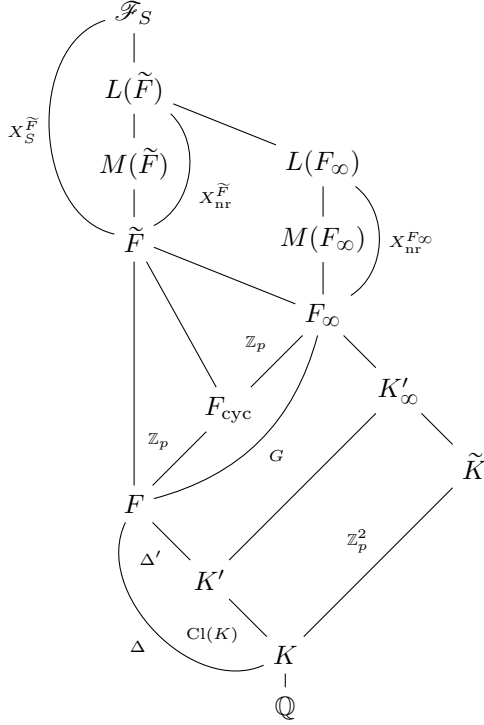 ℱ_S
L(F̃)
X_S^{F̃}
M(F̃)
L(F_∞)
X_nr^{F̃}
F̃
M(F_∞)
X_nr^{F_∞}
F_∞
ℤ_p
K'_∞
F_cyc
ℤ_p
G
K̃
F
ℤ_p^2
Δ'
K'
Cl(K)
Δ
K
ℚ